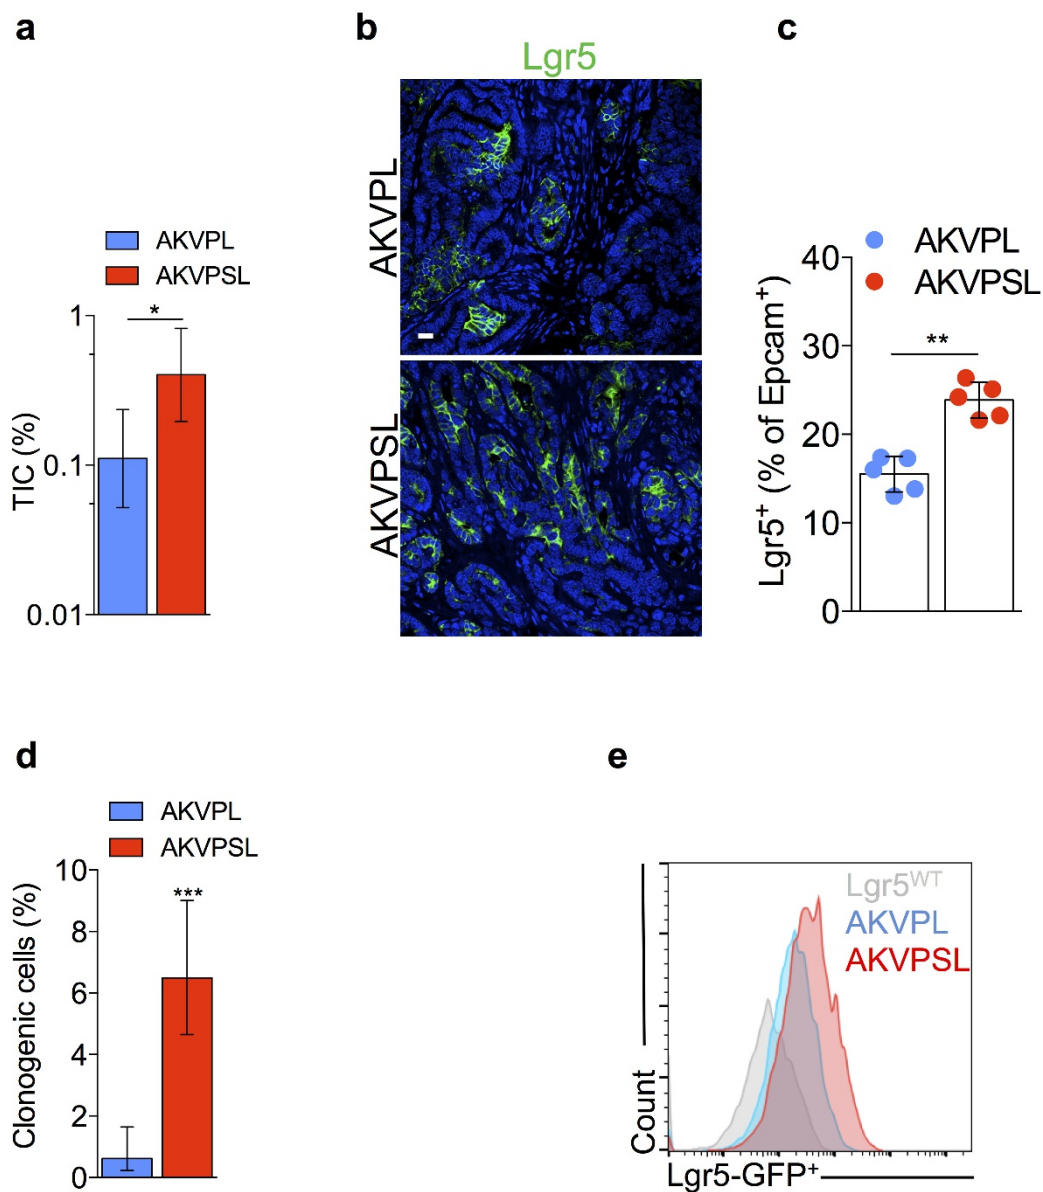 a
AKVPL
AKVPSL
*
1
0.1
0.01
TIC (%)
b
Lgr5
AKVPL
AKVPSL
c
AKVPL
AKVPSL
**
40
30
20
10
0
Lgr5+ (% of Epcam+)
d
AKVPL
AKVPSL
***
10
8
6
4
2
0
Clonogenic cells (%)
e
Lgr5WT
AKVPL
AKVPSL
Count
Lgr5-GFP+